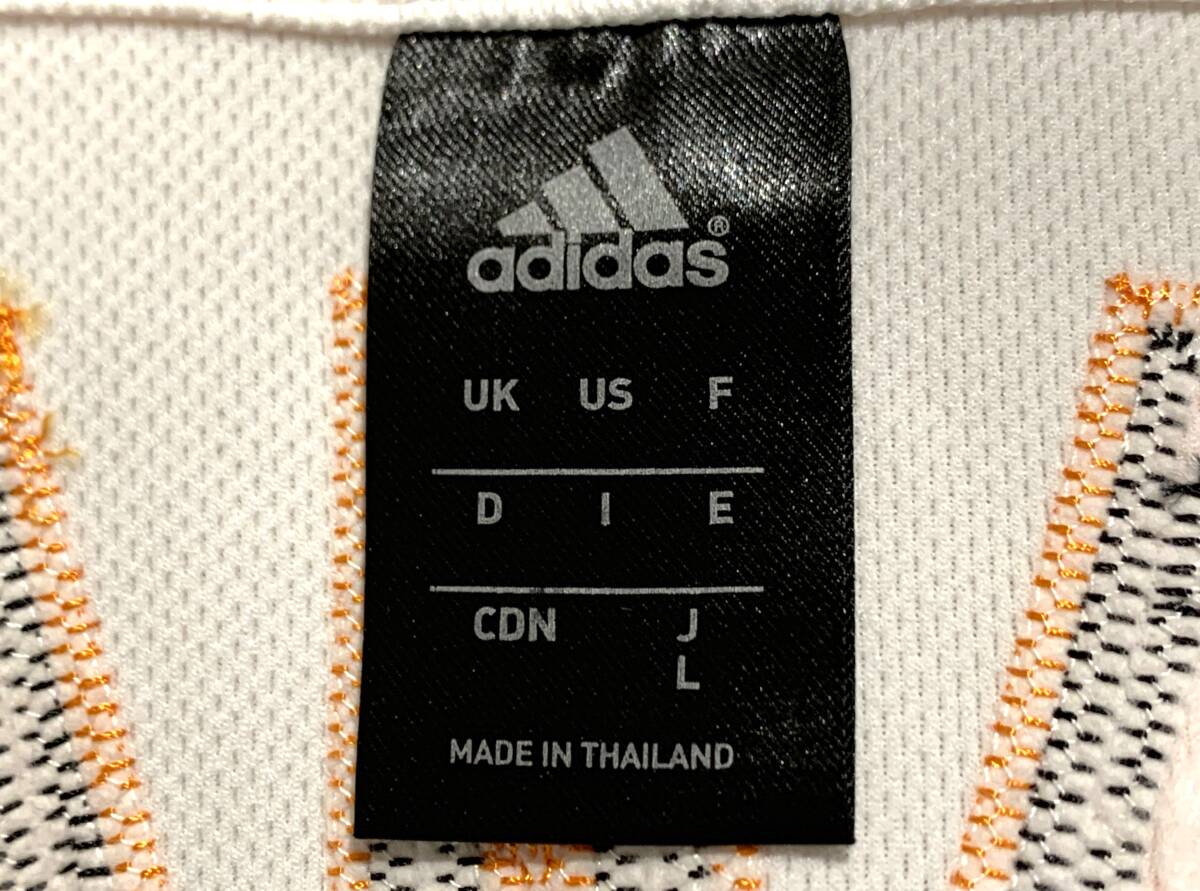 adidas®
UK US F
D I E
CDN J
L
MADE IN THAILAND